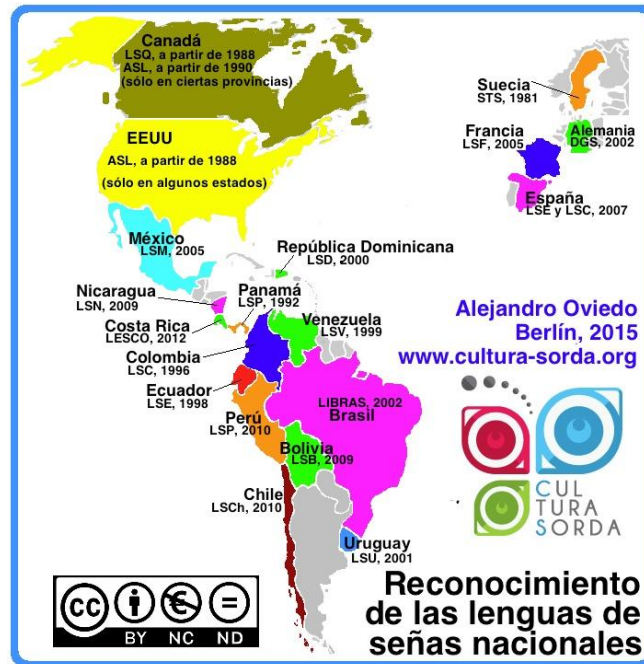 Canadá
LSQ, a partir de 1988
ASL, a partir de 1990
(sólo en ciertas provincias)
EEUU
ASL, a partir de 1988
(sólo en algunos estados)
Suecia
STS, 1981
Francia
LSF, 2005
Alemania
DGS, 2002
España
LSE y LSC, 2007
México
LSM, 2005
República Dominicana
LSD, 2000
Nicaragua
LSN, 2009
Panamá
LSP, 1992
Costa Rica
LESCO, 2012
Venezuela
LSV, 1999
Colombia
LSC, 1996
Ecuador
LSE, 1998
Perú
LSP, 2010
LIBRAS, 2002
Brasil
Bolivia
LSB, 2009
Chile
LSCh, 2010
Uruguay
LSU, 2001
Alejandro Oviedo
Berlín, 2015
www.cultura-sorda.org
CUL
TURA
SORDA
cc
BY NC ND
Reconocimiento
de las lenguas de
señas nacionales